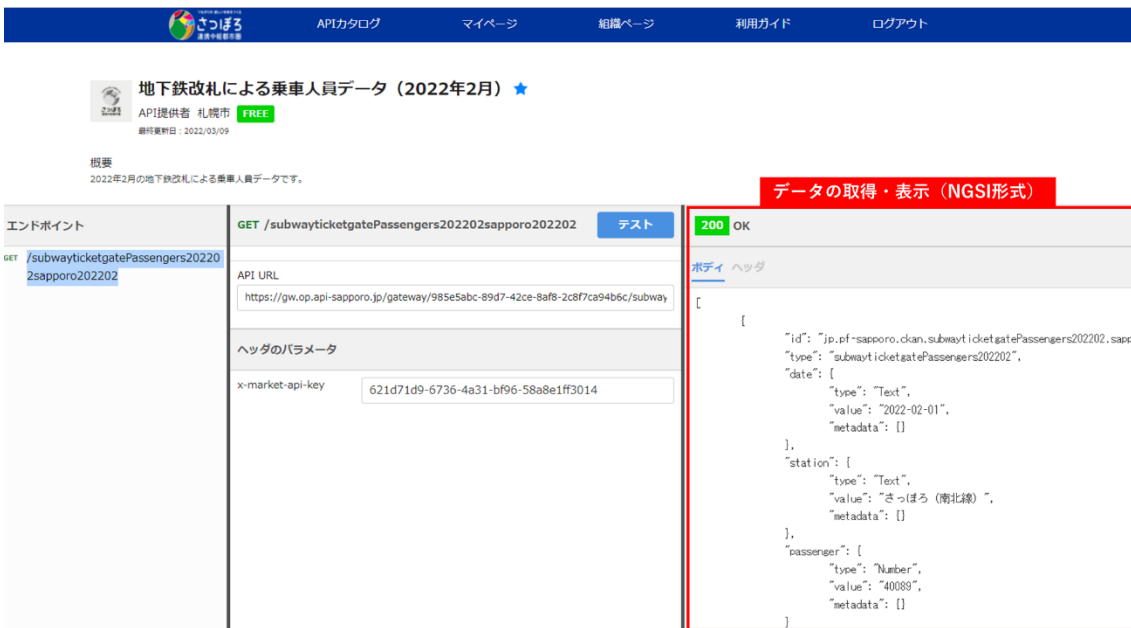 さっぽろ
連携中枢都市圏
APIカタログ
マイページ
組織ページ
利用ガイド
ログアウト
地下鉄改札による乗車人員データ（2022年2月）
API提供者 札幌市 FREE
最終更新日：2022/03/09
概要
2022年2月の地下鉄改札による乗車人員データです。
データの取得・表示（NGSI形式）
エンドポイント
GET /subwayticketgatePassengers20220
2sapporo202202
GET /subwayticketgatePassengers202202sapporo202202
テスト
API URL
https://gw.op.api-sapporo.jp/gateway/985e5abc-89d7-42ce-8af8-2c8f7ca94b6c/subway
ヘッダのパラメータ
x-market-api-key
621d71d9-6736-4a31-bf96-58a8e1ff3014
200 OK
ボディ ヘッダ
[
{
"id": "jp.pf-sapporo.ckan.subwayticketgatePassengers202202.sapp
"type": "subwayticketgatePassengers202202",
"date": {
"type": "Text",
"value": "2022-02-01",
"metadata": []
},
"station": {
"type": "Text",
"value": "さっぽろ（南北線）",
"metadata": []
},
"passenger": {
"type": "Number",
"value": "40089",
"metadata": []
}